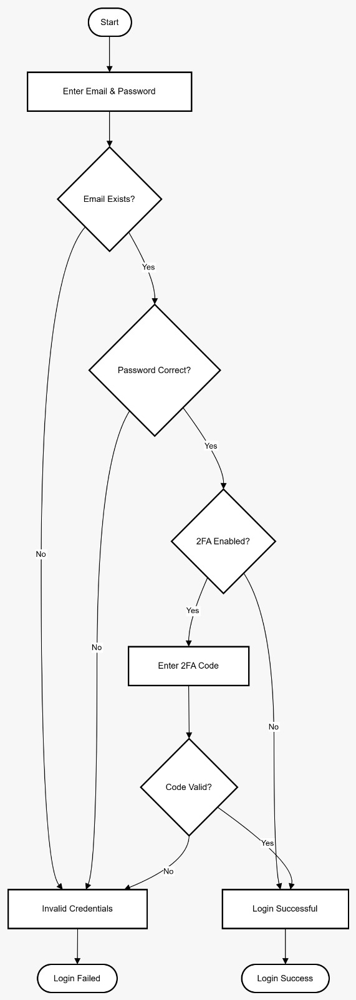 Start
Enter Email & Password
Email Exists?
Yes
Password Correct?
Yes
2FA Enabled?
No
Yes
No
Enter 2FA Code
No
Code Valid?
Yes
No
Invalid Credentials
Login Successful
Login Failed
Login Success